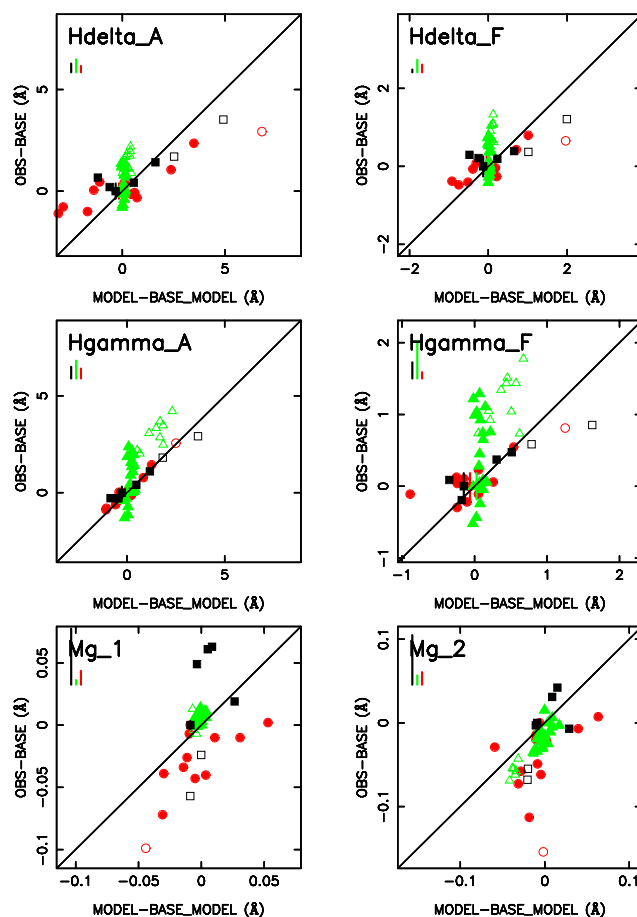 Hdelta_A
OBS-BASE (Å)
5
0
0
5
MODEL-BASE_MODEL (Å)
Hdelta_F
OBS-BASE (Å)
2
0
-2
-2
0
2
MODEL-BASE_MODEL (Å)
Hgamma_A
OBS-BASE (Å)
5
0
0
5
MODEL-BASE_MODEL (Å)
Hgamma_F
OBS-BASE (Å)
2
1
0
-1
-1
0
1
2
MODEL-BASE_MODEL (Å)
Mg_1
OBS-BASE (Å)
0.05
0
-0.05
-0.1
-0.1
-0.05
0
0.05
MODEL-BASE_MODEL (Å)
Mg_2
OBS-BASE (Å)
0.1
0
-0.1
-0.1
0
0.1
MODEL-BASE_MODEL (Å)